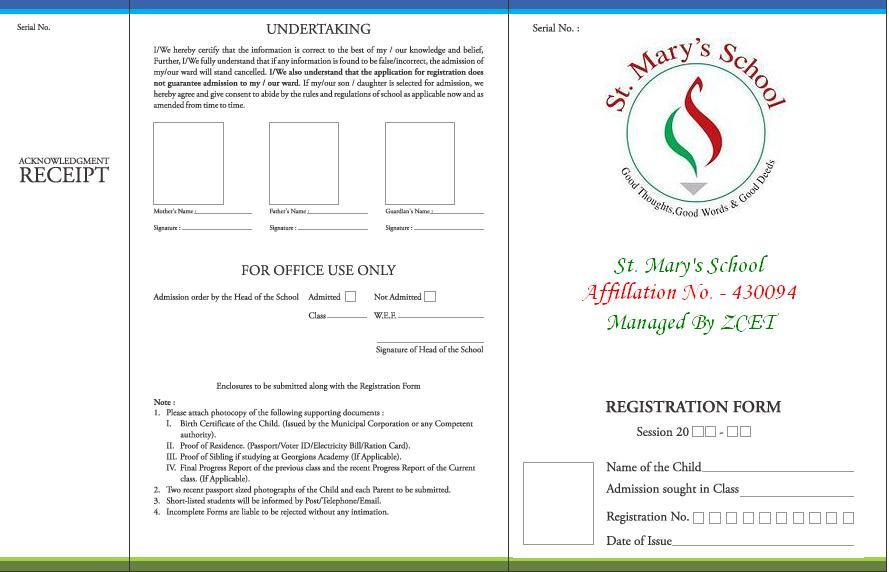 Serial No.
ACKNOWLEDGMENT
RECEIPT
UNDERTAKING
I/We hereby certify that the information is correct to the best of my / our knowledge and belief,
Further, I/We fully understand that if any information is found to be false/incorrect, the admission of
my/our ward will stand cancelled. I/We also understand that the application for registration does
not guarantee admission to my / our ward. If my/our son / daughter is selected for admission, we
hereby agree and give consent to abide by the rules and regulations of school as applicable now and as
amended from time to time.
Mother's Name : Father's Name : Guardian's Name :
Signature : Signature : Signature :
FOR OFFICE USE ONLY
Admission order by the Head of the School Admitted Not Admitted
Class W.E.F.
Signature of Head of the School
Enclosures to be submitted along with the Registration Form
Note :
1. Please attach photocopy of the following supporting documents :
I. Birth Certificate of the Child. (Issued by the Municipal Corporation or any Competent
authority).
II. Proof of Residence. (Passport/Voter ID/Electricity Bill/Ration Card).
III. Proof of Sibling if studying at Georgions Academy (If Applicable).
IV. Final Progress Report of the previous class and the recent Progress Report of the Current
class. (If Applicable).
2. Two recent passport sized photographs of the Child and each Parent to be submitted.
3. Short-listed students will be informed by Post/Telephone/Email.
4. Incomplete Forms are liable to be rejected without any intimation.
Serial No. :
St. Mary's School
Good Thoughts,Good Words & Good Deeds
St. Mary's School
Affillation No. - 430094
Managed By ZCET
REGISTRATION FORM
Session 20 -
Name of the Child
Admission sought in Class
Registration No.
Date of Issue